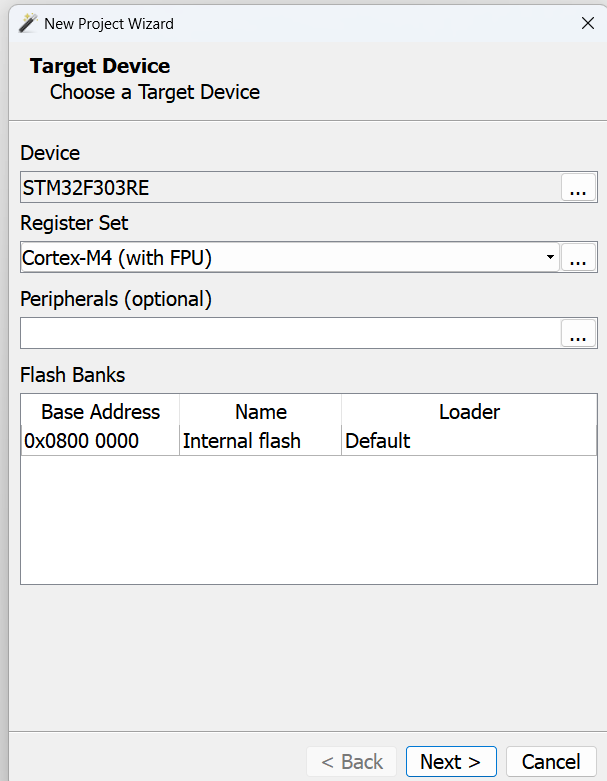 New Project Wizard
Target Device
Choose a Target Device
Device
STM32F303RE
...
Register Set
Cortex-M4 (with FPU)
...
Peripherals (optional)
...
Flash Banks
Base Address Name Loader
0x0800 0000 Internal flash Default
< Back Next > Cancel